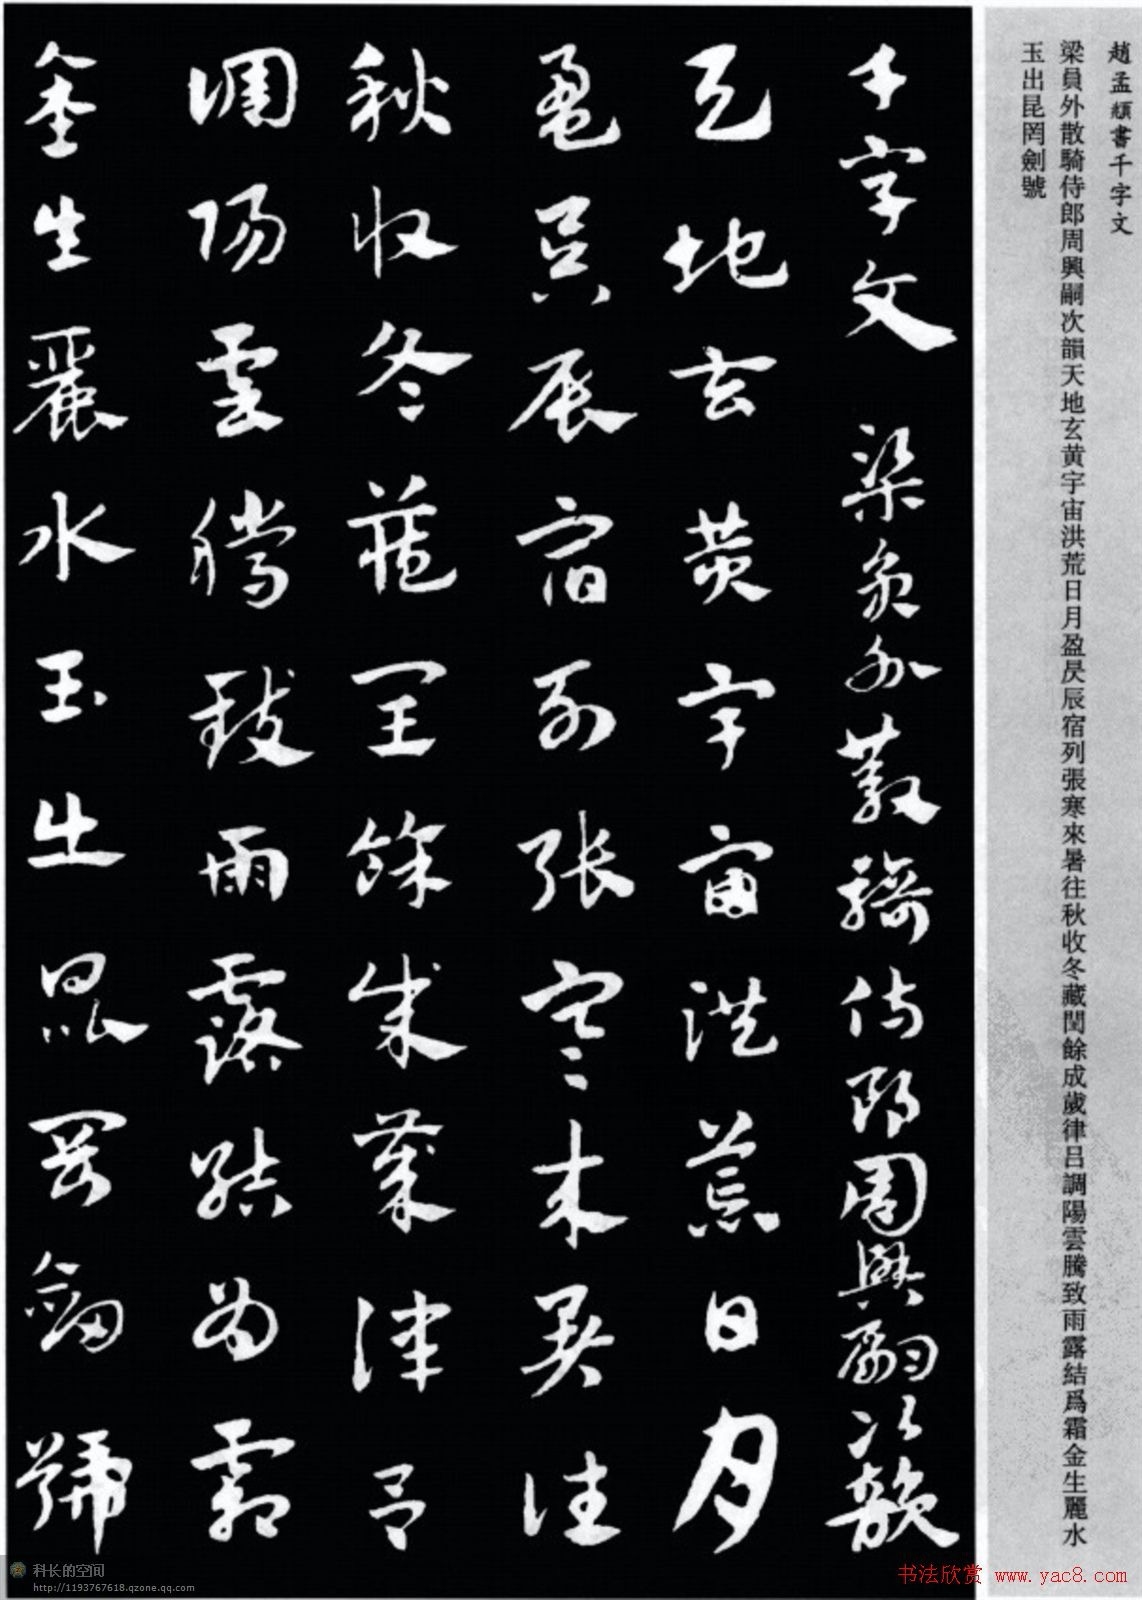 趙孟頫書千字文
梁員外散騎侍郎周興嗣次韻天地玄黄宇宙洪荒日月盈昃辰宿列張寒來暑往秋收冬藏閏餘成歲律呂調陽雲騰致雨露結爲霜金生麗水
玉出昆罔劍號
千字文 梁員外散騎侍郎周興嗣次韻
天地玄黄宇宙洪荒日月
盈昃辰宿列張寒來暑往
秋收冬藏閏餘成歲律吕
調陽雲騰致雨露結為霜
金生麗水玉出昆罔劍號
科长的空间
http://1193767618.qzone.qq.com
书法欣赏 www.yac8.com